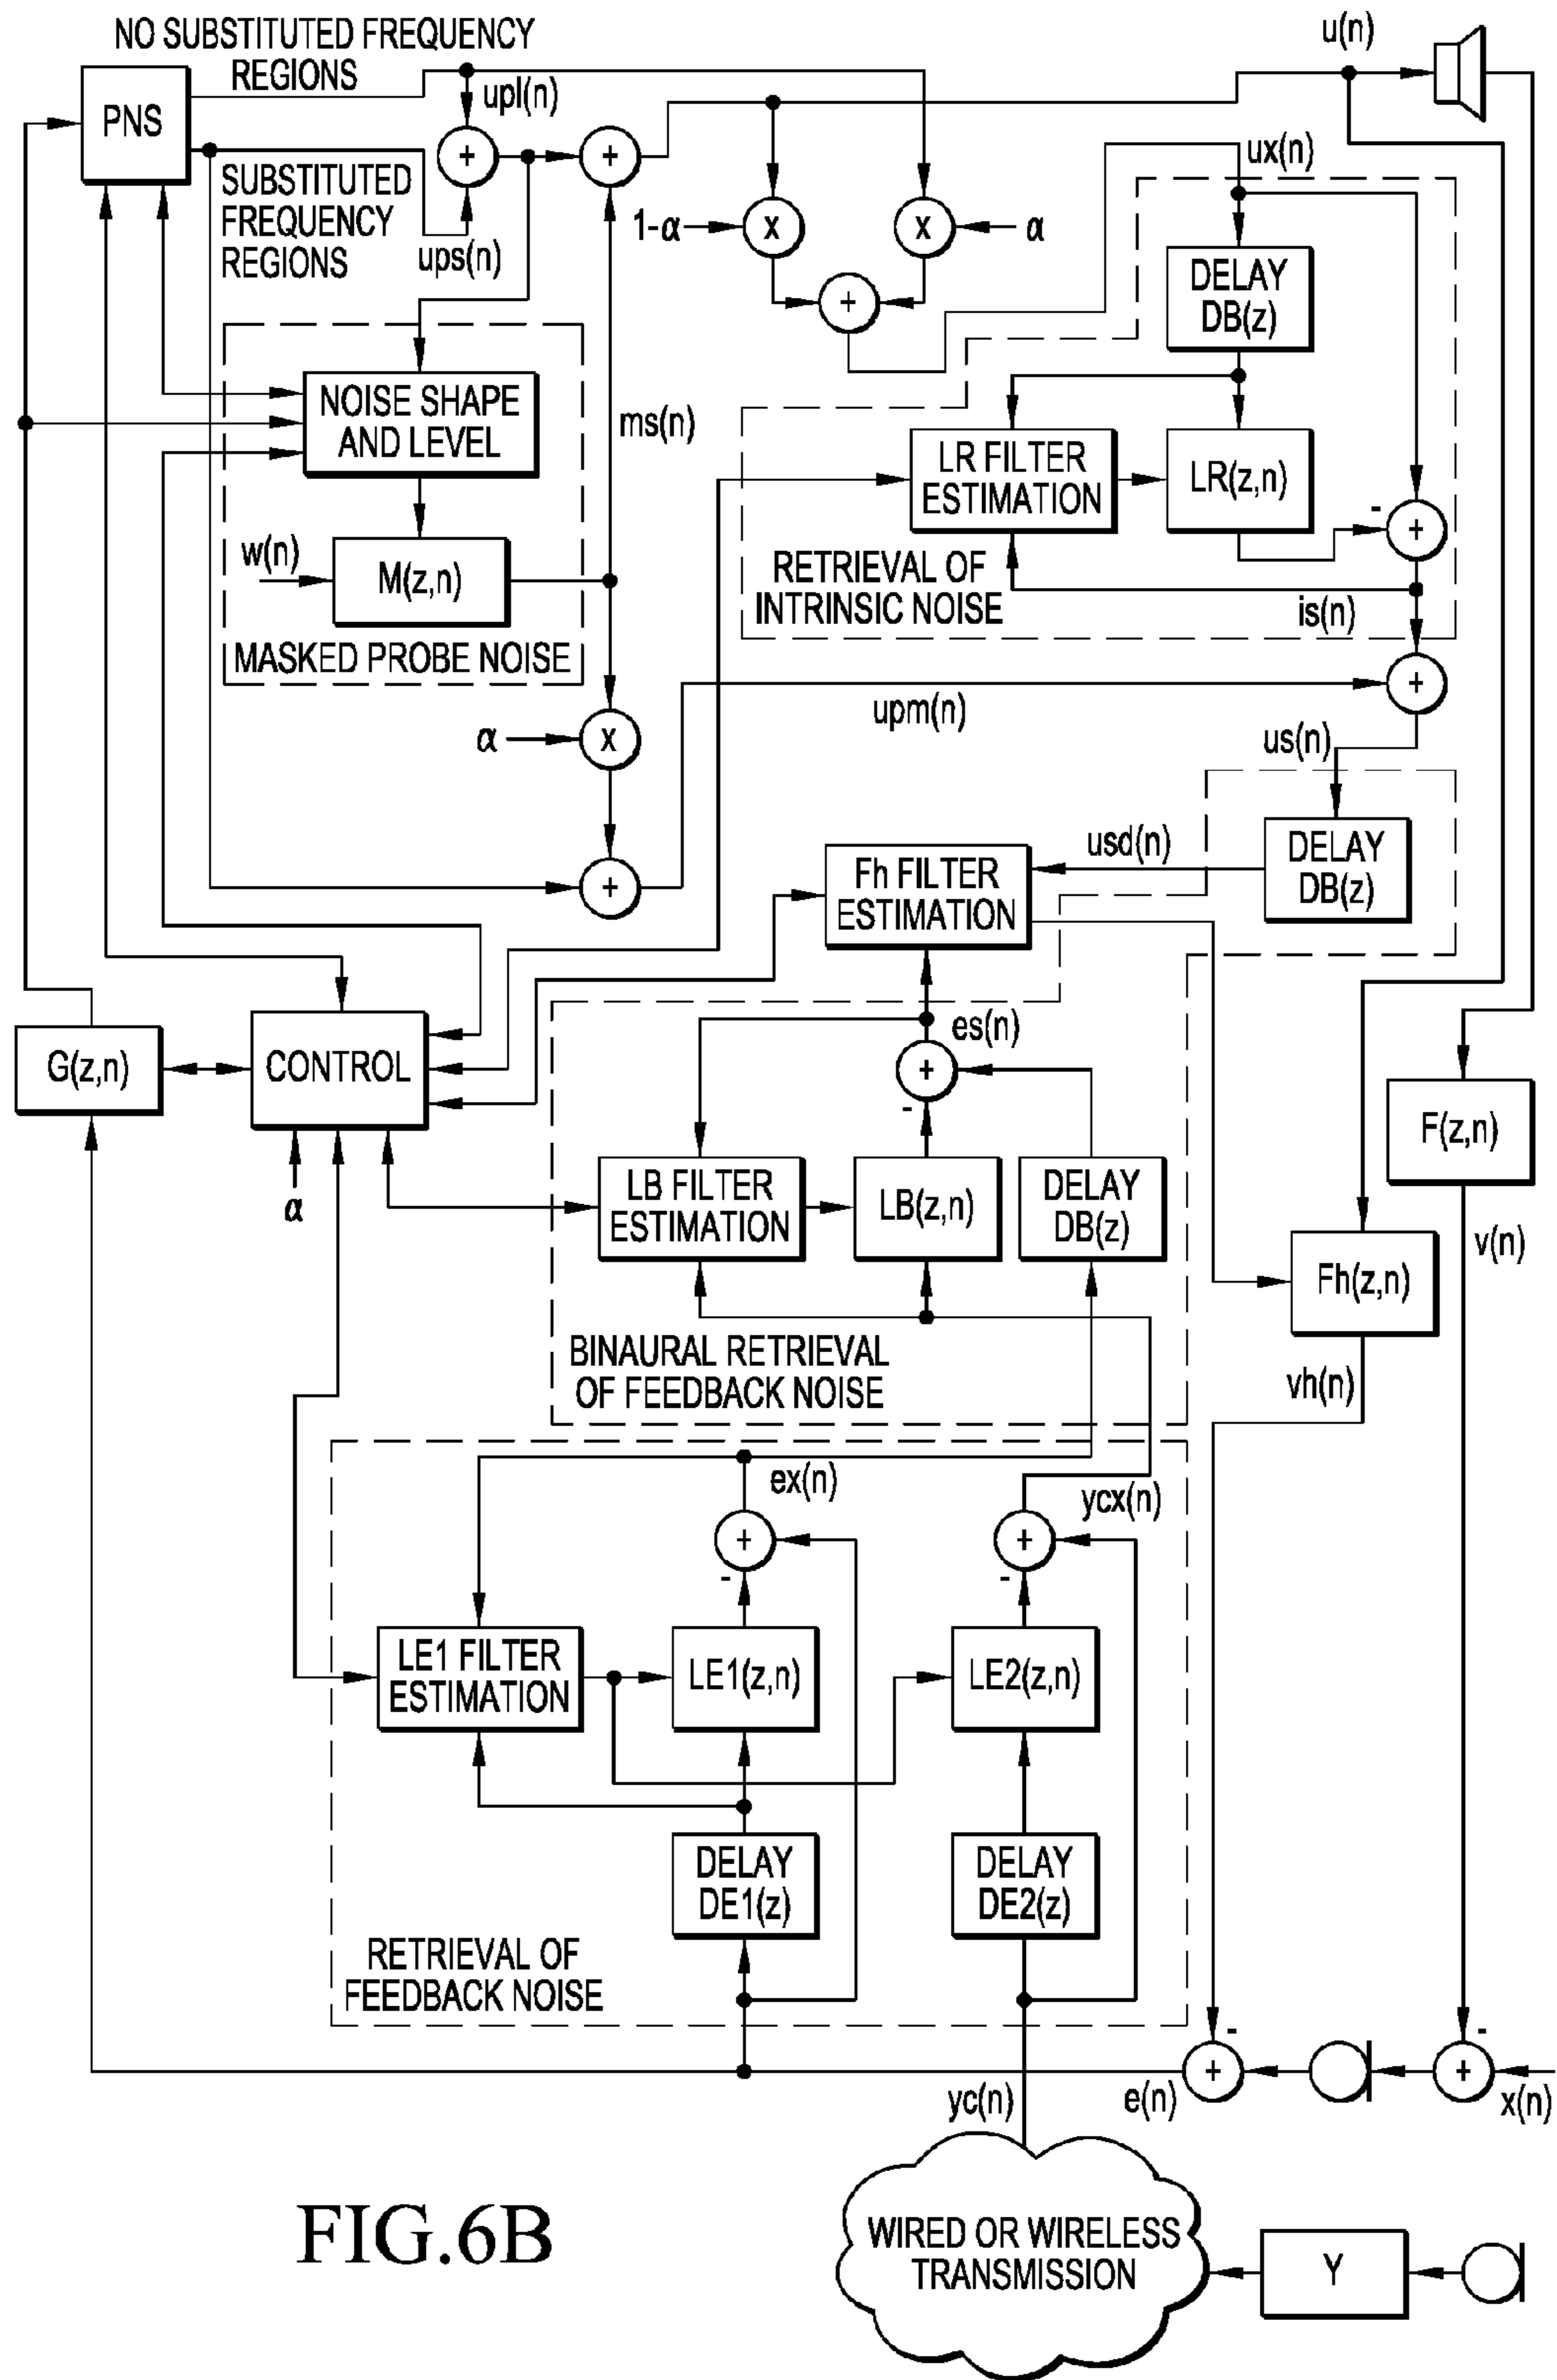 NO SUBSTITUTED FREQUENCY
REGIONS
u(n)
PNS
upl(n)
+
+
SUBSTITUTED
FREQUENCY
REGIONS
ups(n)
ux(n)
1-α
x
x
α
+
DELAY
DB(z)
NOISE SHAPE
AND LEVEL
ms(n)
LR FILTER
ESTIMATION
LR(z,n)
-
+
w(n)
M(z,n)
RETRIEVAL OF
INTRINSIC NOISE
is(n)
MASKED PROBE NOISE
+
upm(n)
α
x
us(n)
+
Fh FILTER
ESTIMATION
usd(n)
DELAY
DB(z)
G(z,n)
CONTROL
es(n)
+
-
α
F(z,n)
LB FILTER
ESTIMATION
LB(z,n)
DELAY
DB(z)
v(n)
Fh(z,n)
BINAURAL RETRIEVAL
OF FEEDBACK NOISE
vh(n)
ex(n)
ycx(n)
+
+
-
-
LE1 FILTER
ESTIMATION
LE1(z,n)
LE2(z,n)
DELAY
DE1(z)
DELAY
DE2(z)
RETRIEVAL OF
FEEDBACK NOISE
-
-
+
+
yc(n)
e(n)
x(n)
WIRED OR WIRELESS
TRANSMISSION
Y
FIG.6B